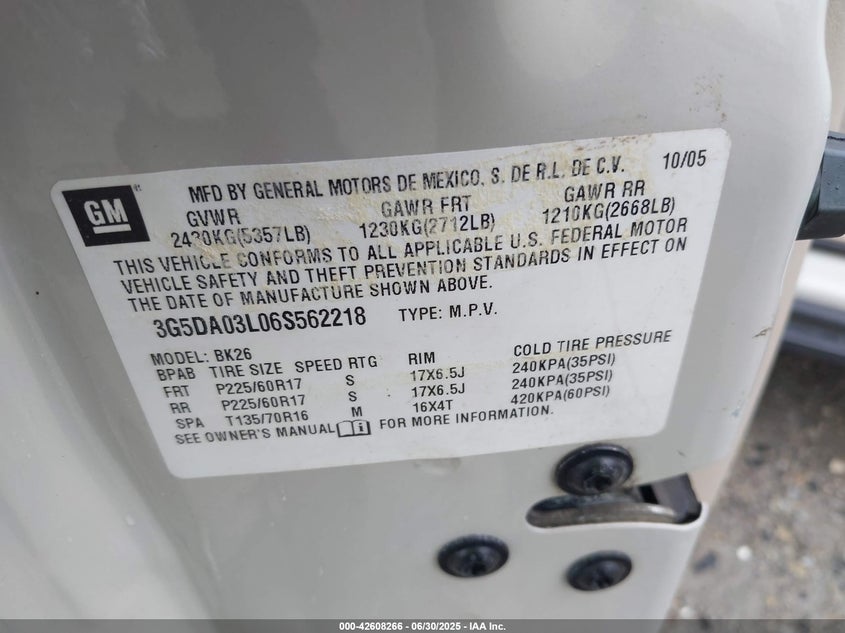 GM
MFD BY GENERAL MOTORS DE MEXICO, S. DE R.L. DE C.V. 10/05
GVWR GAWR FRT GAWR RR
2430KG(5357LB) 1230KG(2712LB) 1210KG(2668LB)
THIS VEHICLE CONFORMS TO ALL APPLICABLE U.S. FEDERAL MOTOR
VEHICLE SAFETY AND THEFT PREVENTION STANDARDS IN EFFECT ON
THE DATE OF MANUFACTURE SHOWN ABOVE.
3G5DA03L06S562218 TYPE: M.P.V.
MODEL: BK26
BPAB TIRE SIZE SPEED RTG RIM COLD TIRE PRESSURE
FRT P225/60R17 S 17X6.5J 240KPA(35PSI)
RR P225/60R17 S 17X6.5J 240KPA(35PSI)
SPA T135/70R16 M 16X4T 420KPA(60PSI)
SEE OWNER'S MANUAL FOR MORE INFORMATION.
000-42608266 - 06/30/2025 - IAA Inc.